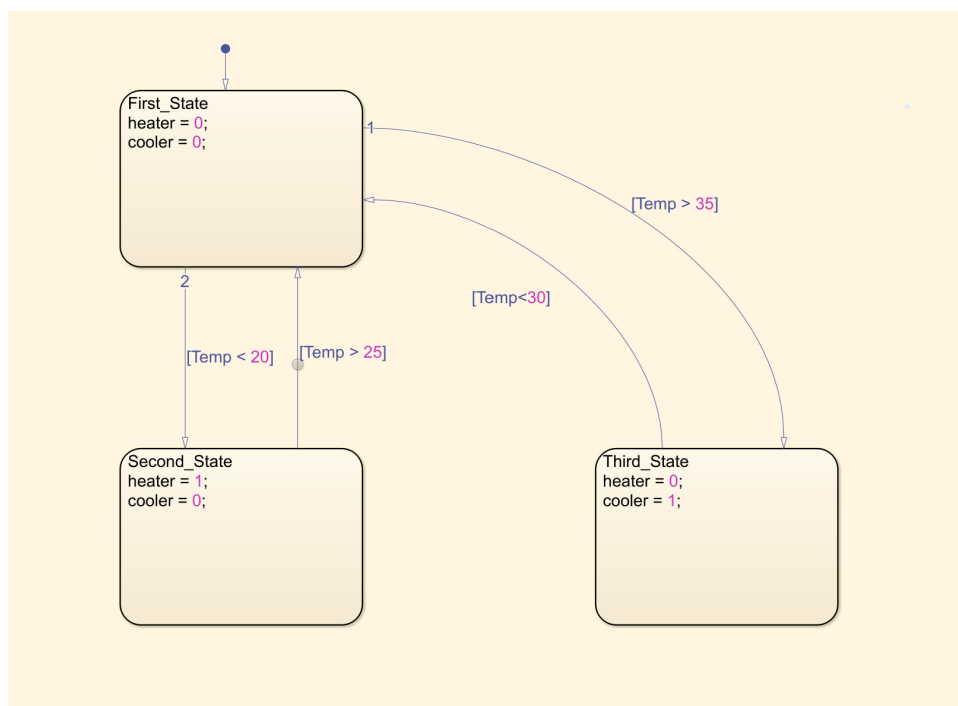 First_State
heater = 0;
cooler = 0;
1
[Temp > 35]
[Temp<30]
2
[Temp < 20]
[Temp > 25]
Second_State
heater = 1;
cooler = 0;
Third_State
heater = 0;
cooler = 1;